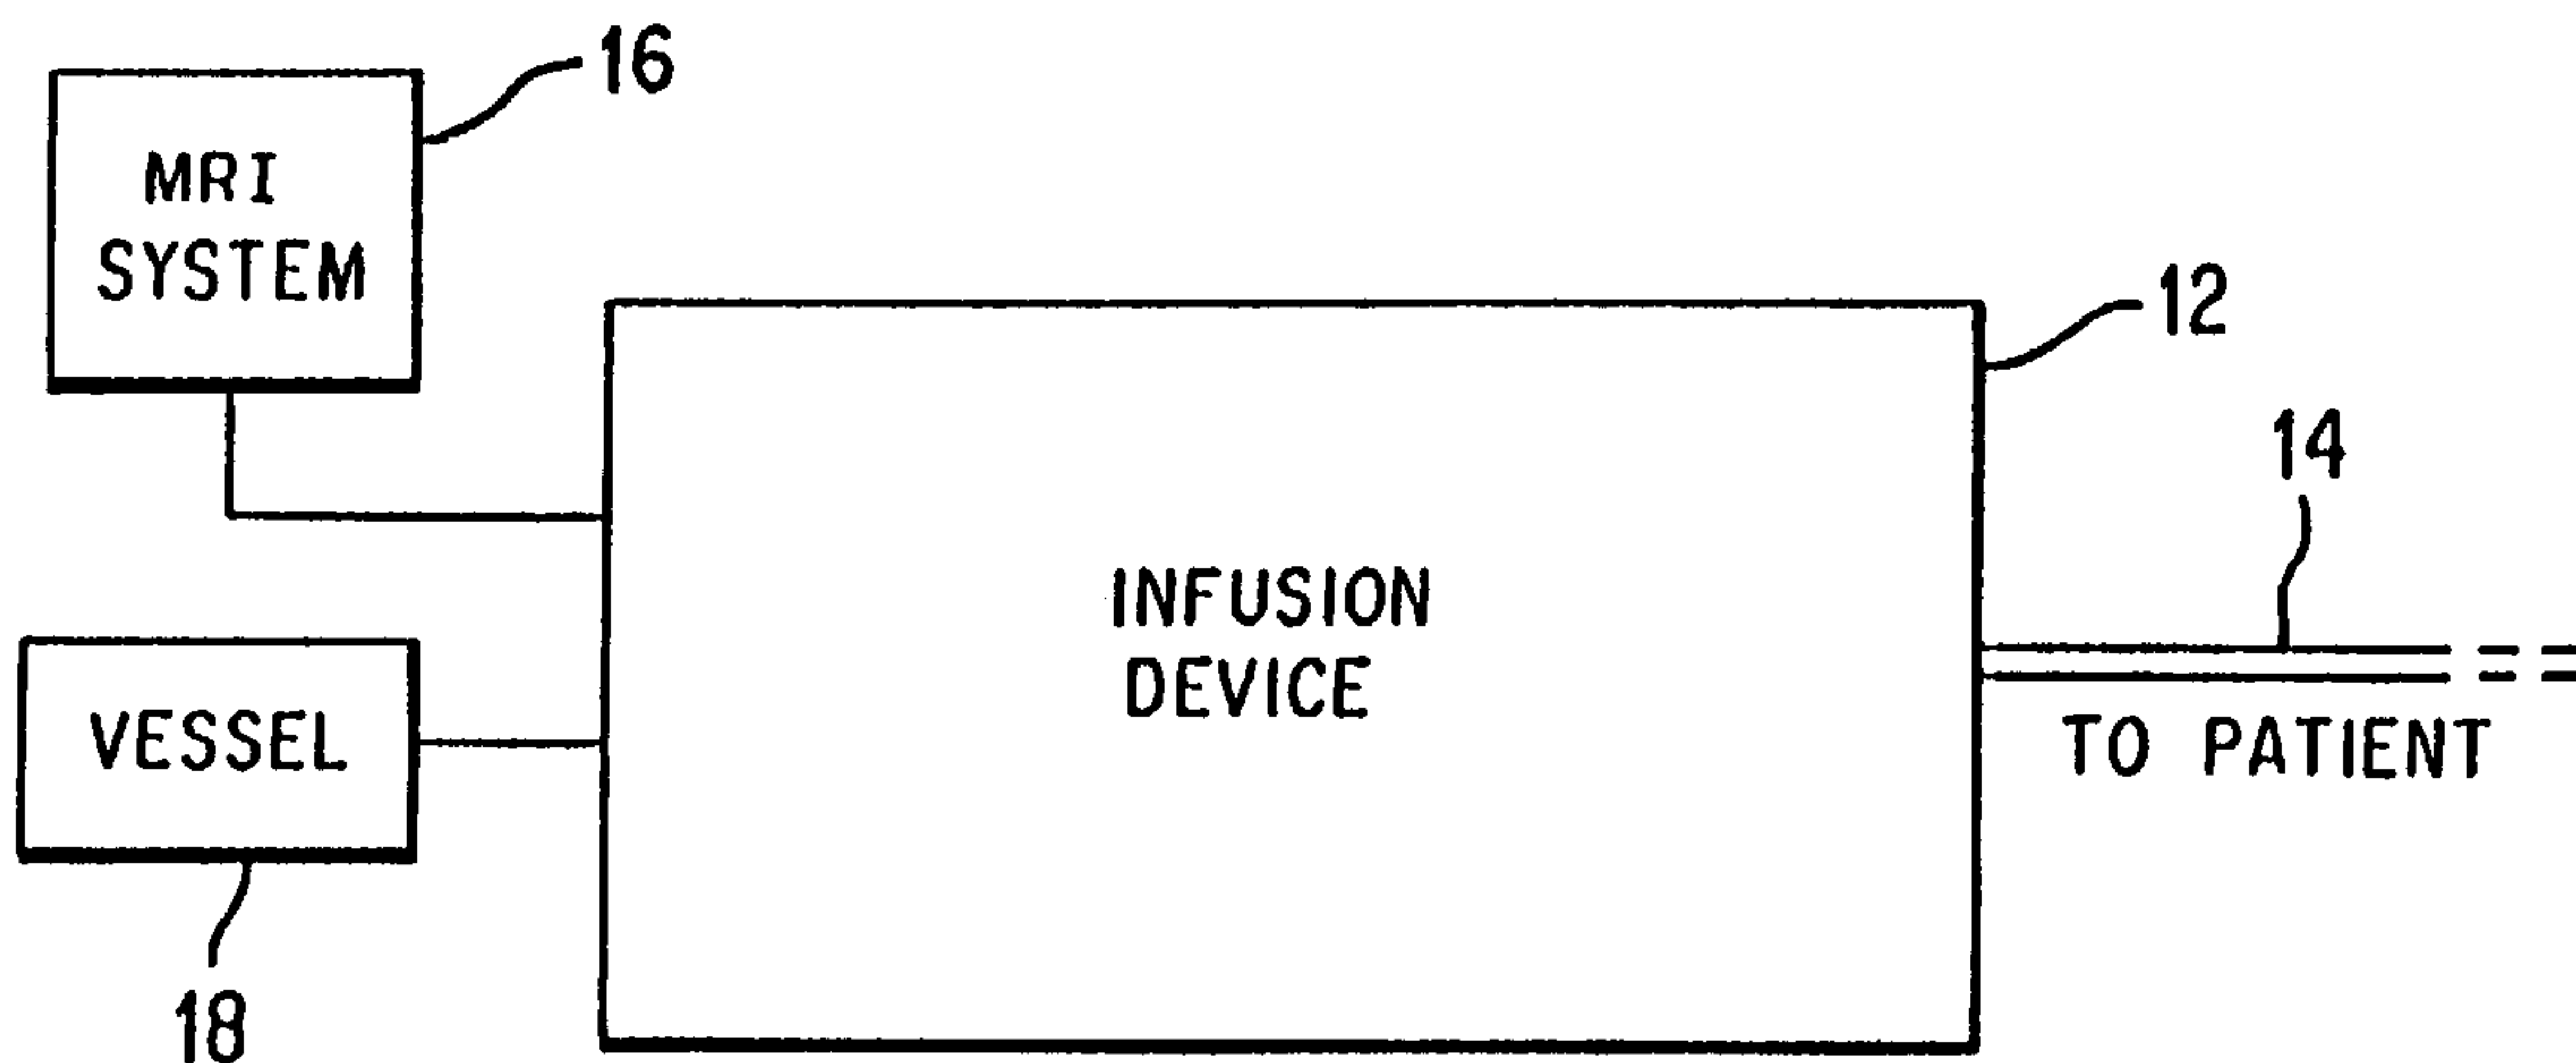 16
MRI
SYSTEM
12
14
INFUSION
DEVICE
VESSEL
TO PATIENT
18